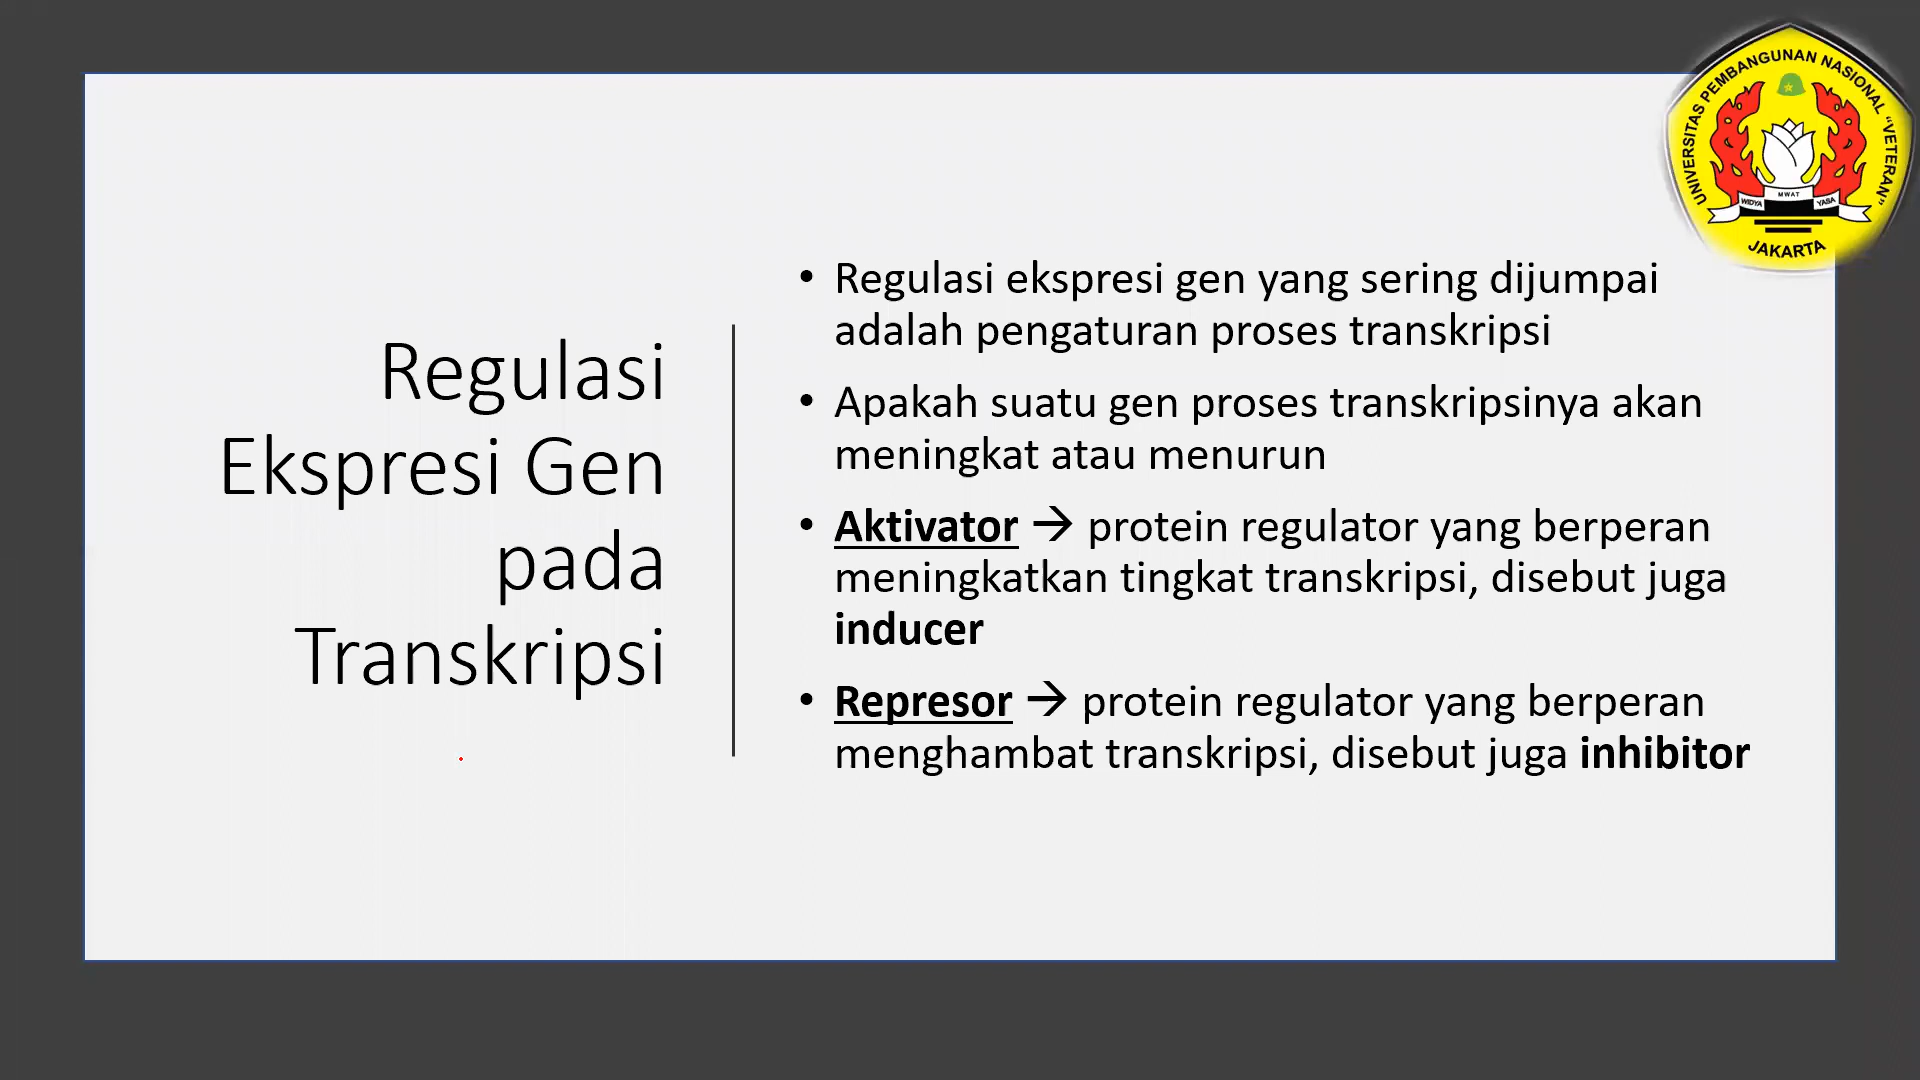 UNIVERSITAS PEMBANGUNAN NASIONAL "VETERAN"
MWAT
WIDYA YASA
JAKARTA
Regulasi
Ekspresi Gen
pada
Transkripsi
• Regulasi ekspresi gen yang sering dijumpai
adalah pengaturan proses transkripsi
• Apakah suatu gen proses transkripsinya akan
meningkat atau menurun
• Aktivator → protein regulator yang berperan
meningkatkan tingkat transkripsi, disebut juga
inducer
• Represor → protein regulator yang berperan
menghambat transkripsi, disebut juga inhibitor